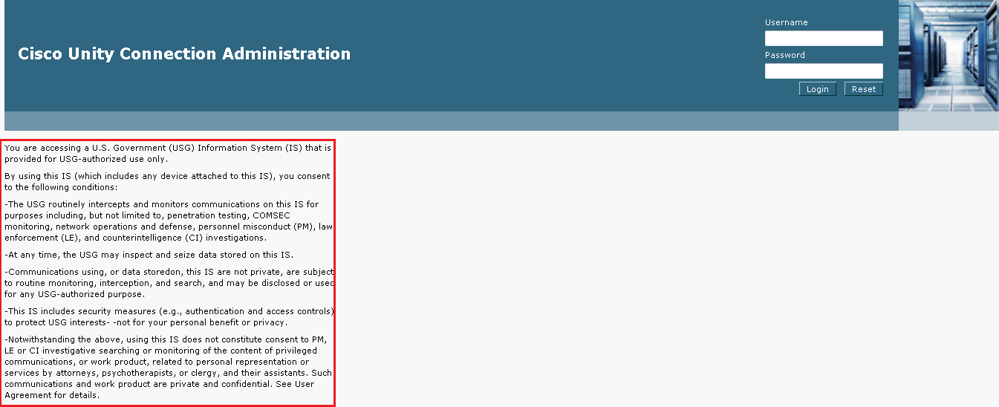 Cisco Unity Connection Administration
Username
Password
Login Reset
You are accessing a U.S. Government (USG) Information System (IS) that is
provided for USG-authorized use only.
By using this IS (which includes any device attached to this IS), you consent
to the following conditions:
-The USG routinely intercepts and monitors communications on this IS for
purposes including, but not limited to, penetration testing, COMSEC
monitoring, network operations and defense, personnel misconduct (PM), law
enforcement (LE), and counterintelligence (CI) investigations.
-At any time, the USG may inspect and seize data stored on this IS.
-Communications using, or data storedon, this IS are not private, are subject
to routine monitoring, interception, and search, and may be disclosed or used
for any USG-authorized purpose.
-This IS includes security measures (e.g., authentication and access controls)
to protect USG interests- -not for your personal benefit or privacy.
-Notwithstanding the above, using this IS does not constitute consent to PM,
LE or CI investigative searching or monitoring of the content of privileged
communications, or work product, related to personal representation or
services by attorneys, psychotherapists, or clergy, and their assistants. Such
communications and work product are private and confidential. See User
Agreement for details.